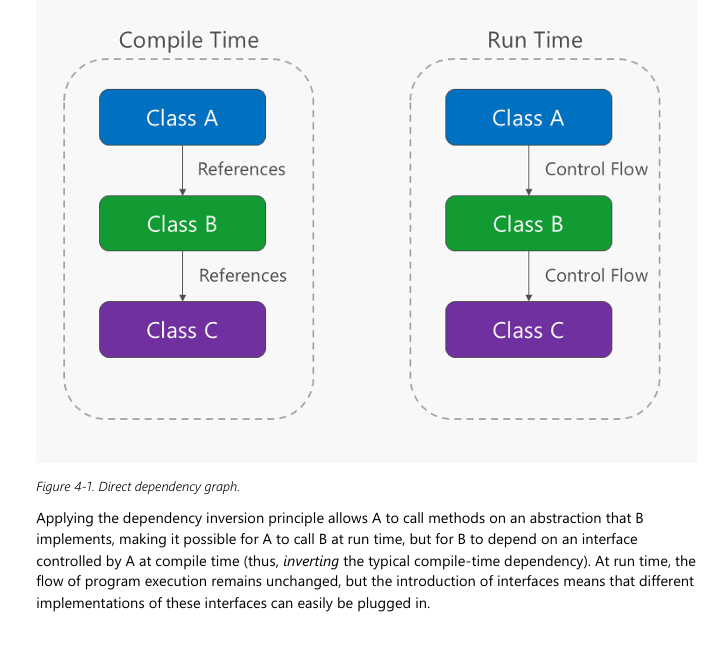 Compile Time
Run Time
Class A
Class A
References
Control Flow
Class B
Class B
References
Control Flow
Class C
Class C
Figure 4-1. Direct dependency graph.
Applying the dependency inversion principle allows A to call methods on an abstraction that B
implements, making it possible for A to call B at run time, but for B to depend on an interface
controlled by A at compile time (thus, inverting the typical compile-time dependency). At run time, the
flow of program execution remains unchanged, but the introduction of interfaces means that different
implementations of these interfaces can easily be plugged in.